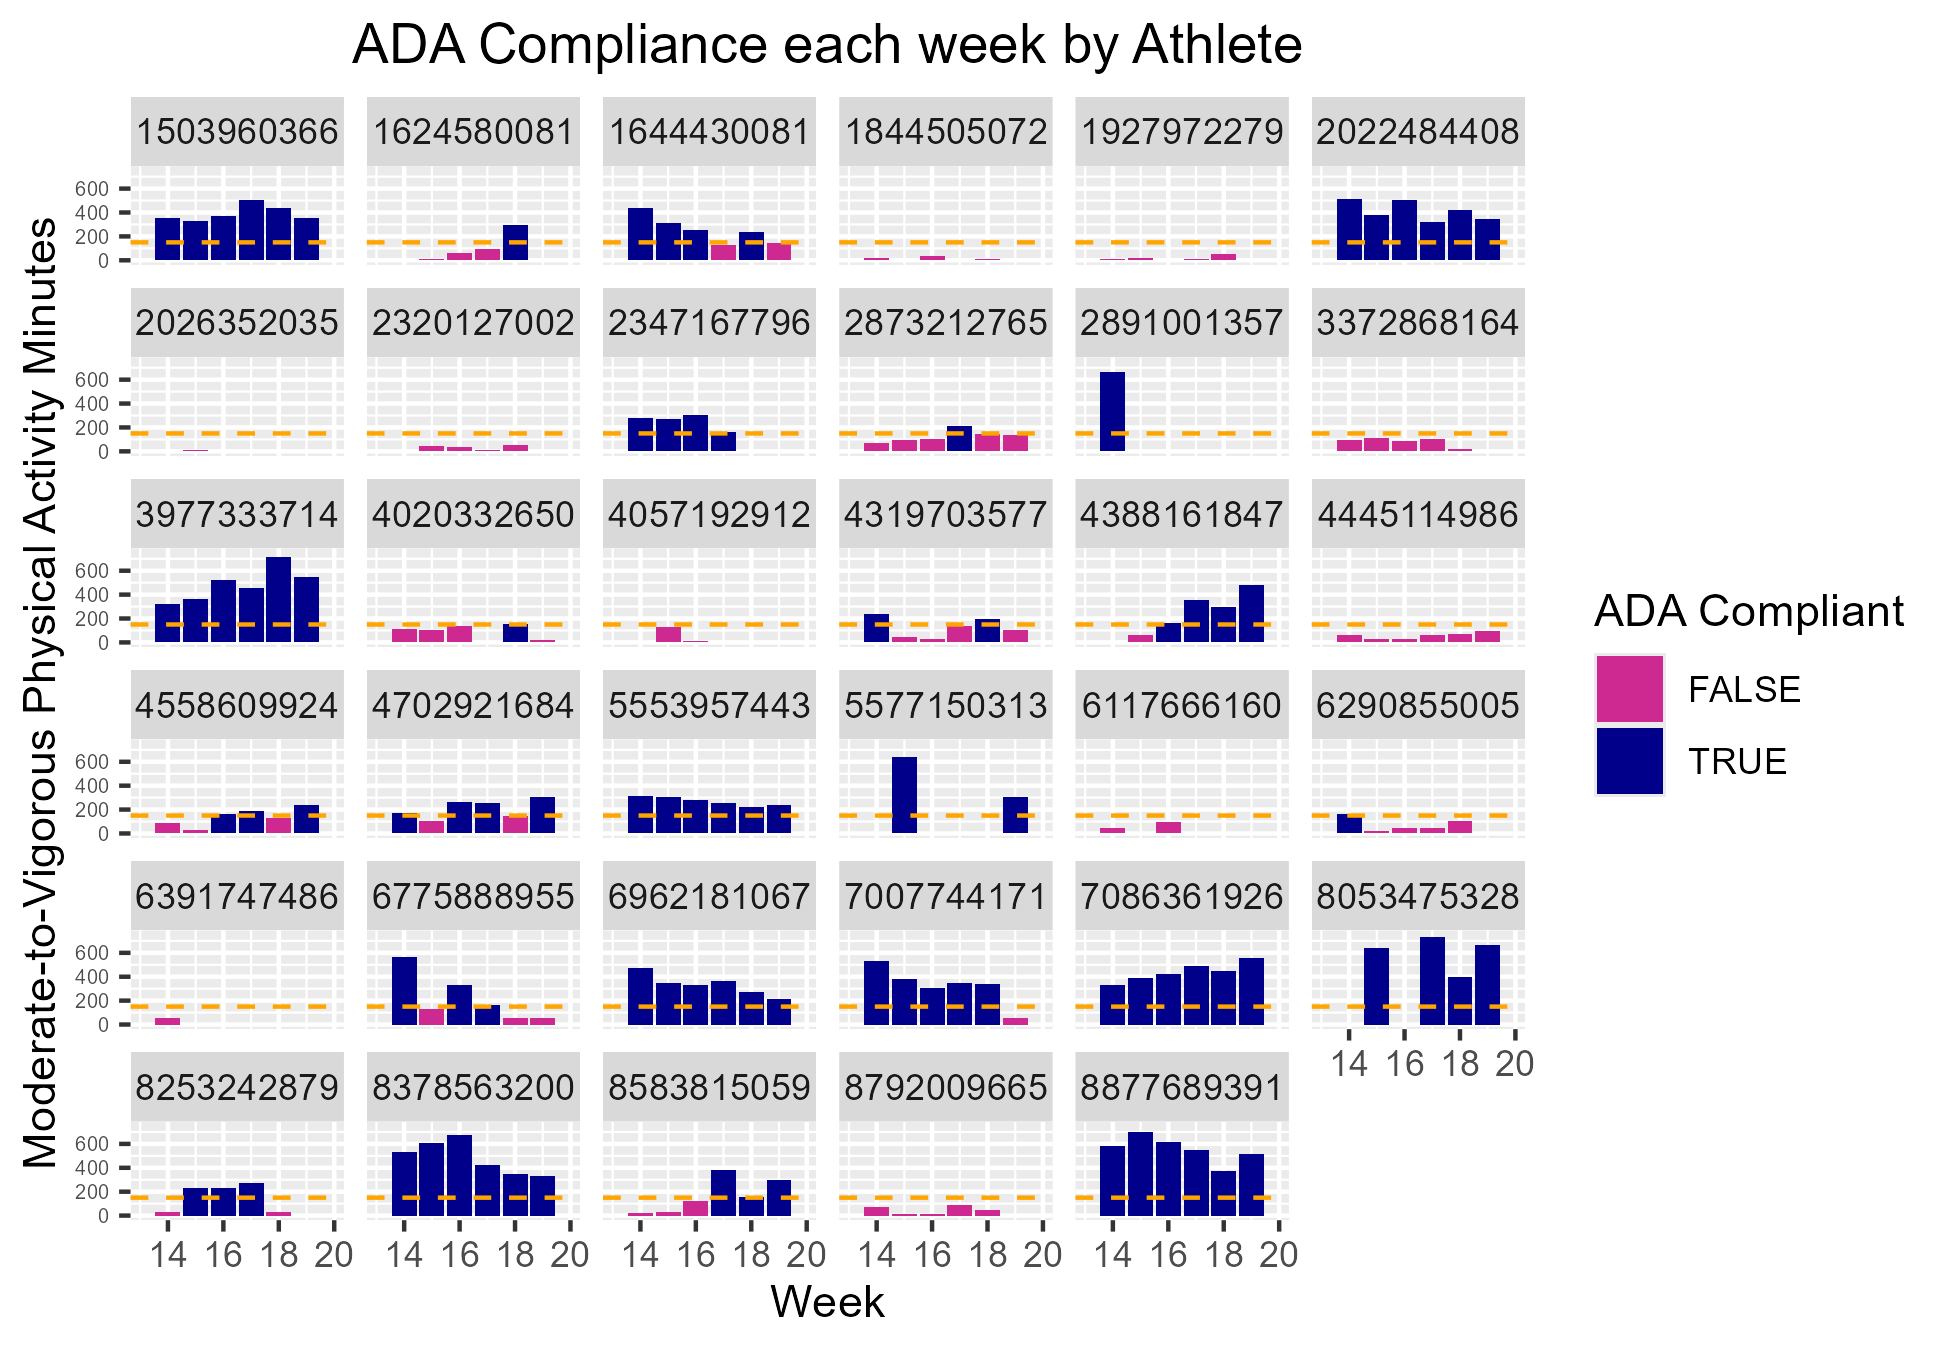 ADA Compliance each week by Athlete
Moderate-to-Vigorous Physical Activity Minutes
1503960366 1624580081 1644430081 1844505072 1927972279 2022484408
600
400
200
0
2026352035 2320127002 2347167796 2873212765 2891001357 3372868164
600
400
200
0
3977333714 4020332650 4057192912 4319703577 4388161847 4445114986
600
400
200
0
4558609924 4702921684 5553957443 5577150313 6117666160 6290855005
600
400
200
0
6391747486 6775888955 6962181067 7007744171 7086361926 8053475328
600
400
200
0
14 16 18 20
8253242879 8378563200 8583815059 8792009665 8877689391
600
400
200
0
14 16 18 20 14 16 18 20 14 16 18 20 14 16 18 20 14 16 18 20
Week
ADA Compliant
FALSE
TRUE